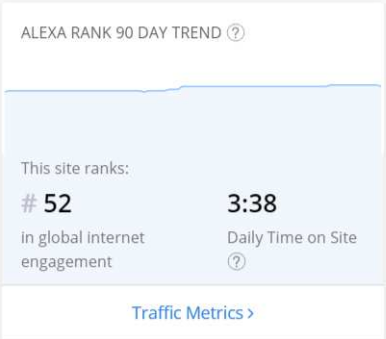 ALEXA RANK 90 DAY TREND ?
This site ranks:
# 52
in global internet
engagement
3:38
Daily Time on Site
?
Traffic Metrics >